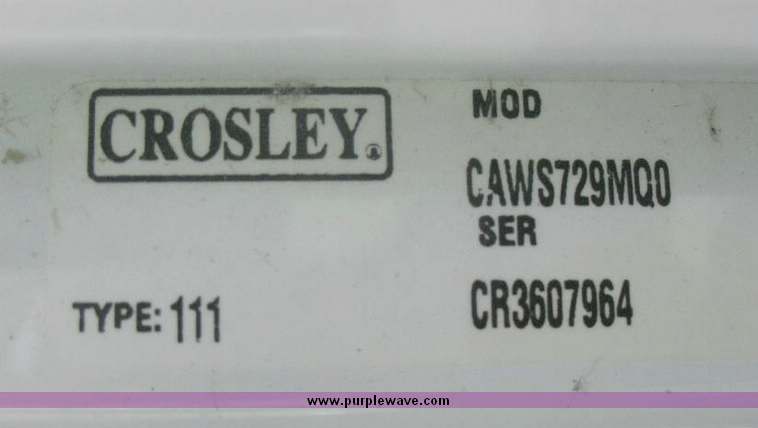 CROSLEY®
MOD
CAWS729MQ0
SER
CR3607964
TYPE: 111
www.purplewave.com